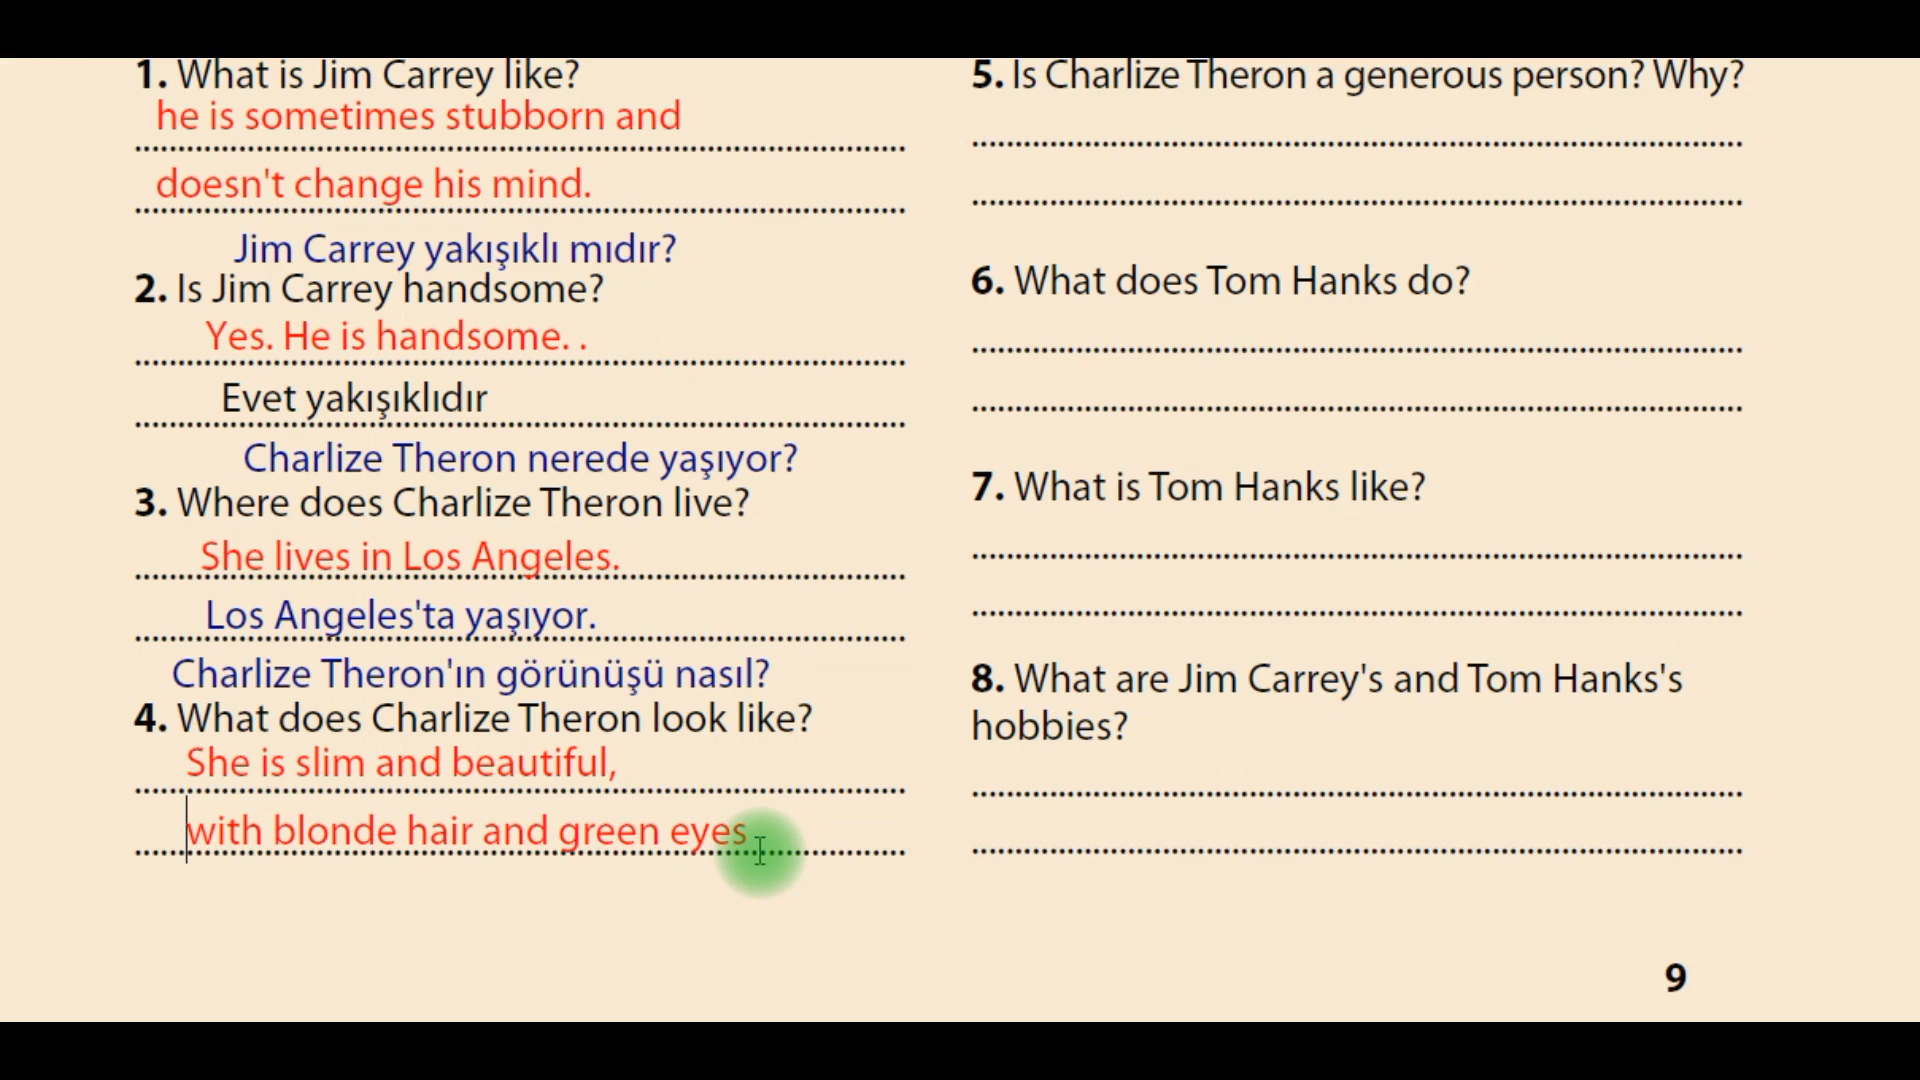 1. What is Jim Carrey like?
he is sometimes stubborn and
doesn't change his mind.
Jim Carrey yakışıklı mıdır?
2. Is Jim Carrey handsome?
Yes. He is handsome. .
Evet yakışıklıdır
Charlize Theron nerede yaşıyor?
3. Where does Charlize Theron live?
She lives in Los Angeles.
Los Angeles'ta yaşıyor.
Charlize Theron'ın görünüşü nasıl?
4. What does Charlize Theron look like?
She is slim and beautiful,
with blonde hair and green eyes
5. Is Charlize Theron a generous person? Why?
6. What does Tom Hanks do?
7. What is Tom Hanks like?
8. What are Jim Carrey's and Tom Hanks's
hobbies?
9